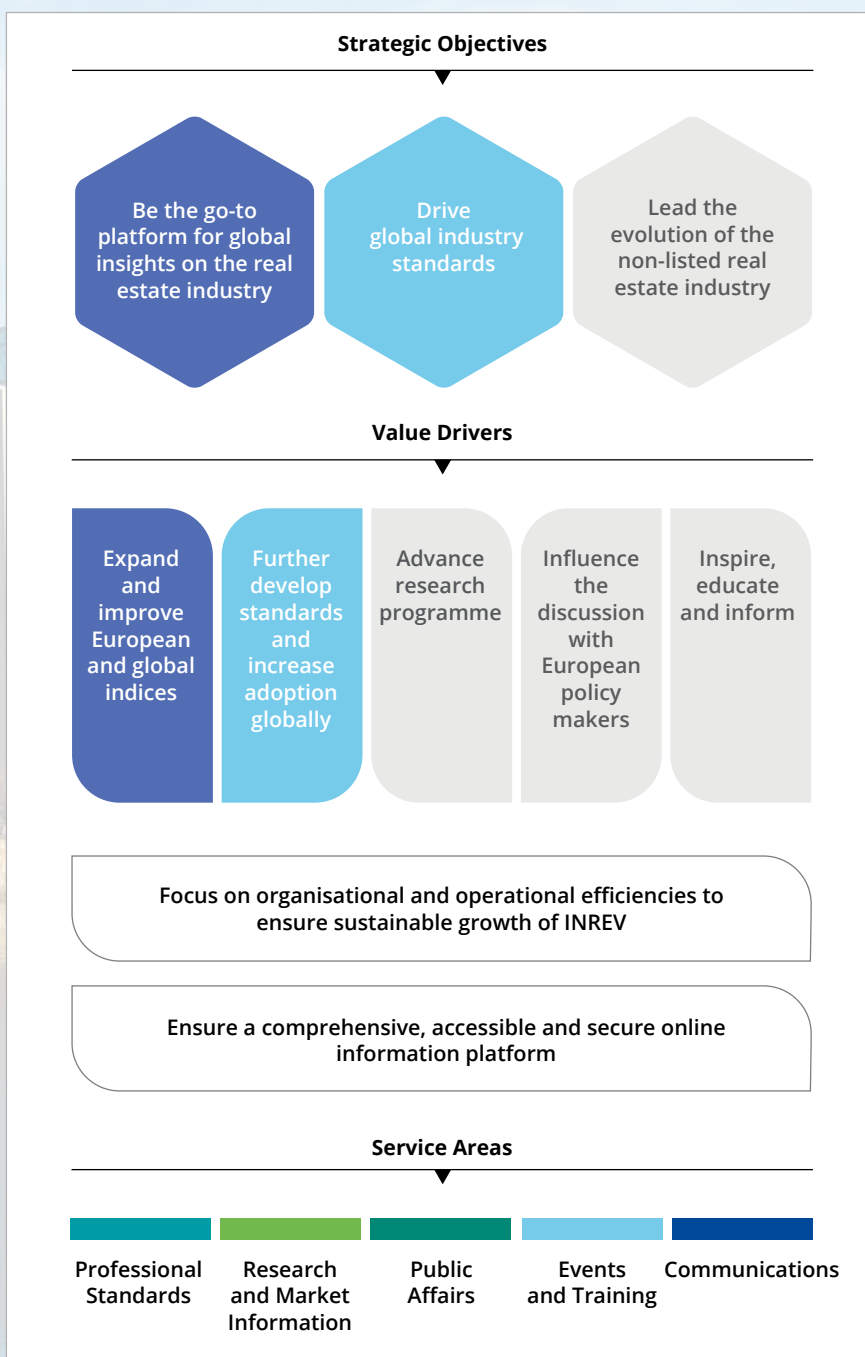 Strategic Objectives
Be the go-to
platform for global
insights on the real
estate industry
Drive
global industry
standards
Lead the
evolution of the
non-listed real
estate industry
Value Drivers
Expand
and
improve
European
and global
indices
Further
develop
standards
and
increase
adoption
globally
Advance
research
programme
Influence
the
discussion
with
European
policy
makers
Inspire,
educate
and inform
Focus on organisational and operational efficiencies to
ensure sustainable growth of INREV
Ensure a comprehensive, accessible and secure online
information platform
Service Areas
Professional
Standards
Research
and Market
Information
Public
Affairs
Events
and Training
Communications